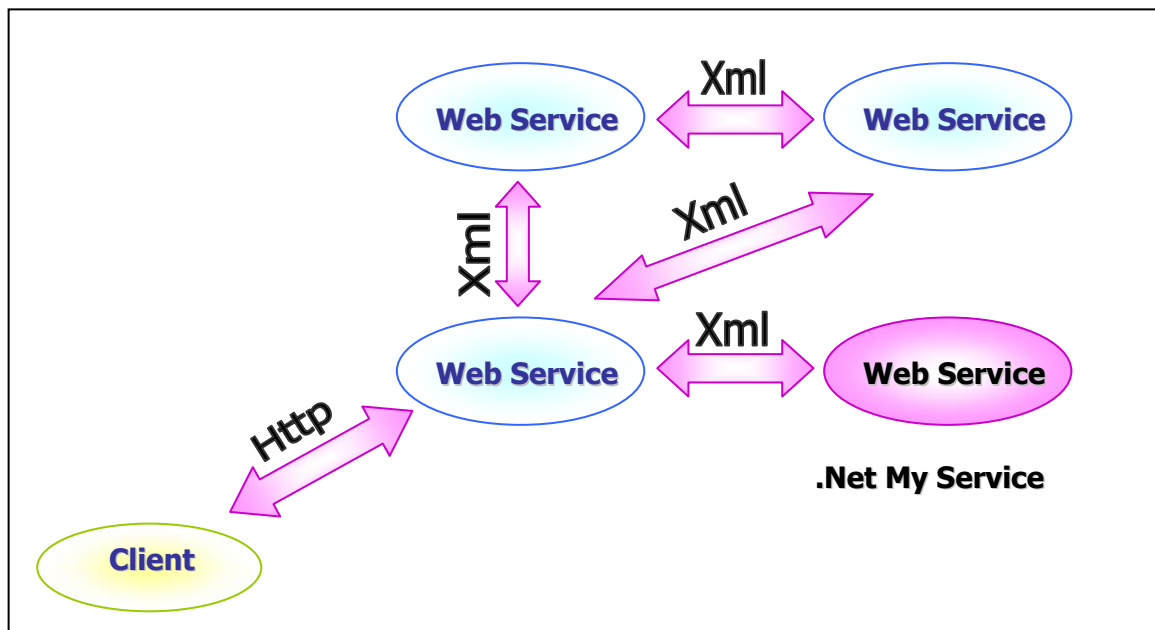 Xml
Web Service
Web Service
Xml
Xml
Xml
Web Service
Web Service
Http
.Net My Service
Client